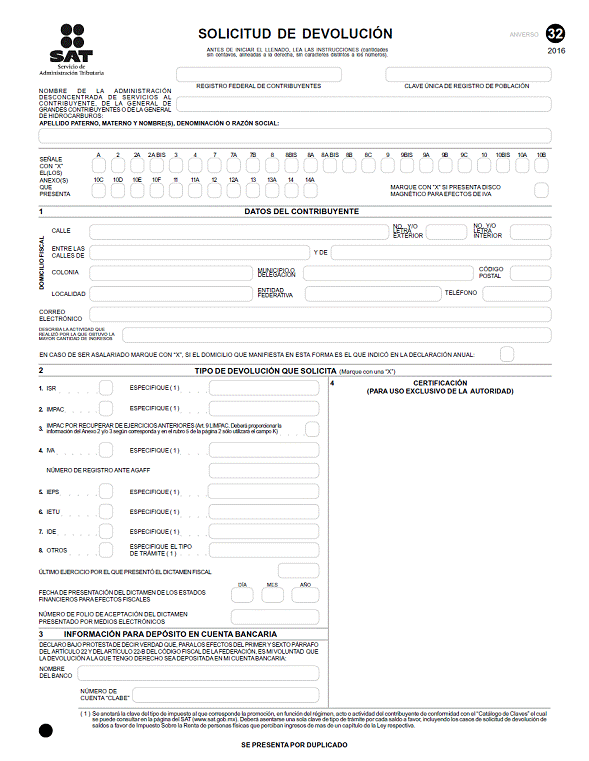 SOLICITUD DE DEVOLUCIÓN
ANVERSO 32
2016
SAT
Servicio de
Administración Tributaria
ANTES DE INICIAR EL LLENADO, LEA LAS INSTRUCCIONES (cantidades
sin centavos, alineadas a la derecha, sin caracteres distintos a los números).
REGISTRO FEDERAL DE CONTRIBUYENTES
CLAVE ÚNICA DE REGISTRO DE POBLACIÓN
NOMBRE DE LA ADMINISTRACIÓN
DESCONCENTRADA DE SERVICIOS AL
CONTRIBUYENTE, DE LA GENERAL DE
GRANDES CONTRIBUYENTES O DE LA GENERAL
DE HIDROCARBUROS:
APELLIDO PATERNO, MATERNO Y NOMBRE(S), DENOMINACIÓN O RAZÓN SOCIAL:
SEÑALE
CON "X"
EL(LOS)
ANEXO(S)
QUE
PRESENTA
A 2 2A 2A BIS 3 4 7 7A 7B 8 8BIS 8A 8A BIS 8B 8C 9 9BIS 9A 9B 9C 10 10BIS 10A 10B
10C 10D 10E 10F 11 11A 12 12A 13 13A 14 14A
MARQUE CON "X" SI PRESENTA DISCO
MAGNÉTICO PARA EFECTOS DE IVA
1 DATOS DEL CONTRIBUYENTE
DOMICILIO FISCAL
CALLE
NO. Y/O
LETRA
EXTERIOR
NO. Y/O
LETRA
INTERIOR
ENTRE LAS
CALLES DE
Y DE
COLONIA
MUNICIPIO O
DELEGACIÓN
CÓDIGO
POSTAL
LOCALIDAD
ENTIDAD
FEDERATIVA
TELÉFONO
CORREO
ELECTRÓNICO
DESCRIBA LA ACTIVIDAD QUE
REALIZÓ POR LA QUE OBTUVO LA
MAYOR CANTIDAD DE INGRESOS
EN CASO DE SER ASALARIADO MARQUE CON "X", SI EL DOMICILIO QUE MANIFIESTA EN ESTA FORMA ES EL QUE INDICÓ EN LA DECLARACIÓN ANUAL:
2 TIPO DE DEVOLUCIÓN QUE SOLICITA (Marque con una "X")
1. ISR ESPECIFIQUE ( 1 )
2. IMPAC ESPECIFIQUE ( 1 )
3. IMPAC POR RECUPERAR DE EJERCICIOS ANTERIORES (Art. 9 LIMPAC. Deberá proporcionar la
información del Anexo 2 y/o 3 según corresponda y en el rubro 5 de la página 2 sólo utilizará el campo K)
4. IVA ESPECIFIQUE ( 1 )
NÚMERO DE REGISTRO ANTE AGAFF
5. IEPS ESPECIFIQUE ( 1 )
6. IETU ESPECIFIQUE ( 1 )
7. IDE ESPECIFIQUE ( 1 )
8. OTROS ESPECIFIQUE EL TIPO
DE TRÁMITE ( 1 )
ÚLTIMO EJERCICIO POR EL QUE PRESENTÓ EL DICTAMEN FISCAL
DÍA MES AÑO
FECHA DE PRESENTACIÓN DEL DICTAMEN DE LOS ESTADOS
FINANCIEROS PARA EFECTOS FISCALES
NÚMERO DE FOLIO DE ACEPTACIÓN DEL DICTAMEN
PRESENTADO POR MEDIOS ELECTRÓNICOS
4 CERTIFICACIÓN
(PARA USO EXCLUSIVO DE LA AUTORIDAD)
3 INFORMACIÓN PARA DEPÓSITO EN CUENTA BANCARIA
DECLARO BAJO PROTESTA DE DECIR VERDAD QUE, PARA LOS EFECTOS DEL PRIMER Y SEXTO PÁRRAFO
DEL ARTÍCULO 22 Y DEL ARTÍCULO 22-B DEL CÓDIGO FISCAL DE LA FEDERACIÓN, ES MI VOLUNTAD QUE
LA DEVOLUCIÓN A LA QUE TENGO DERECHO SEA DEPOSITADA EN MI CUENTA BANCARIA:
NOMBRE
DEL BANCO
NÚMERO DE
CUENTA "CLABE"
( 1 ) Se anotará la clave del tipo de impuesto al que corresponde la promoción, en función del régimen, acto o actividad del contribuyente de conformidad con el "Catálogo de Claves" el cual
se puede consultar en la página del SAT (www.sat.gob.mx). Deberá asentarse una sola clave de tipo de trámite por cada saldo a favor, incluyendo los casos de solicitud de devolución de
saldos a favor de Impuesto Sobre la Renta de personas físicas que perciban ingresos de mas de un capítulo de la Ley respectiva.
SE PRESENTA POR DUPLICADO